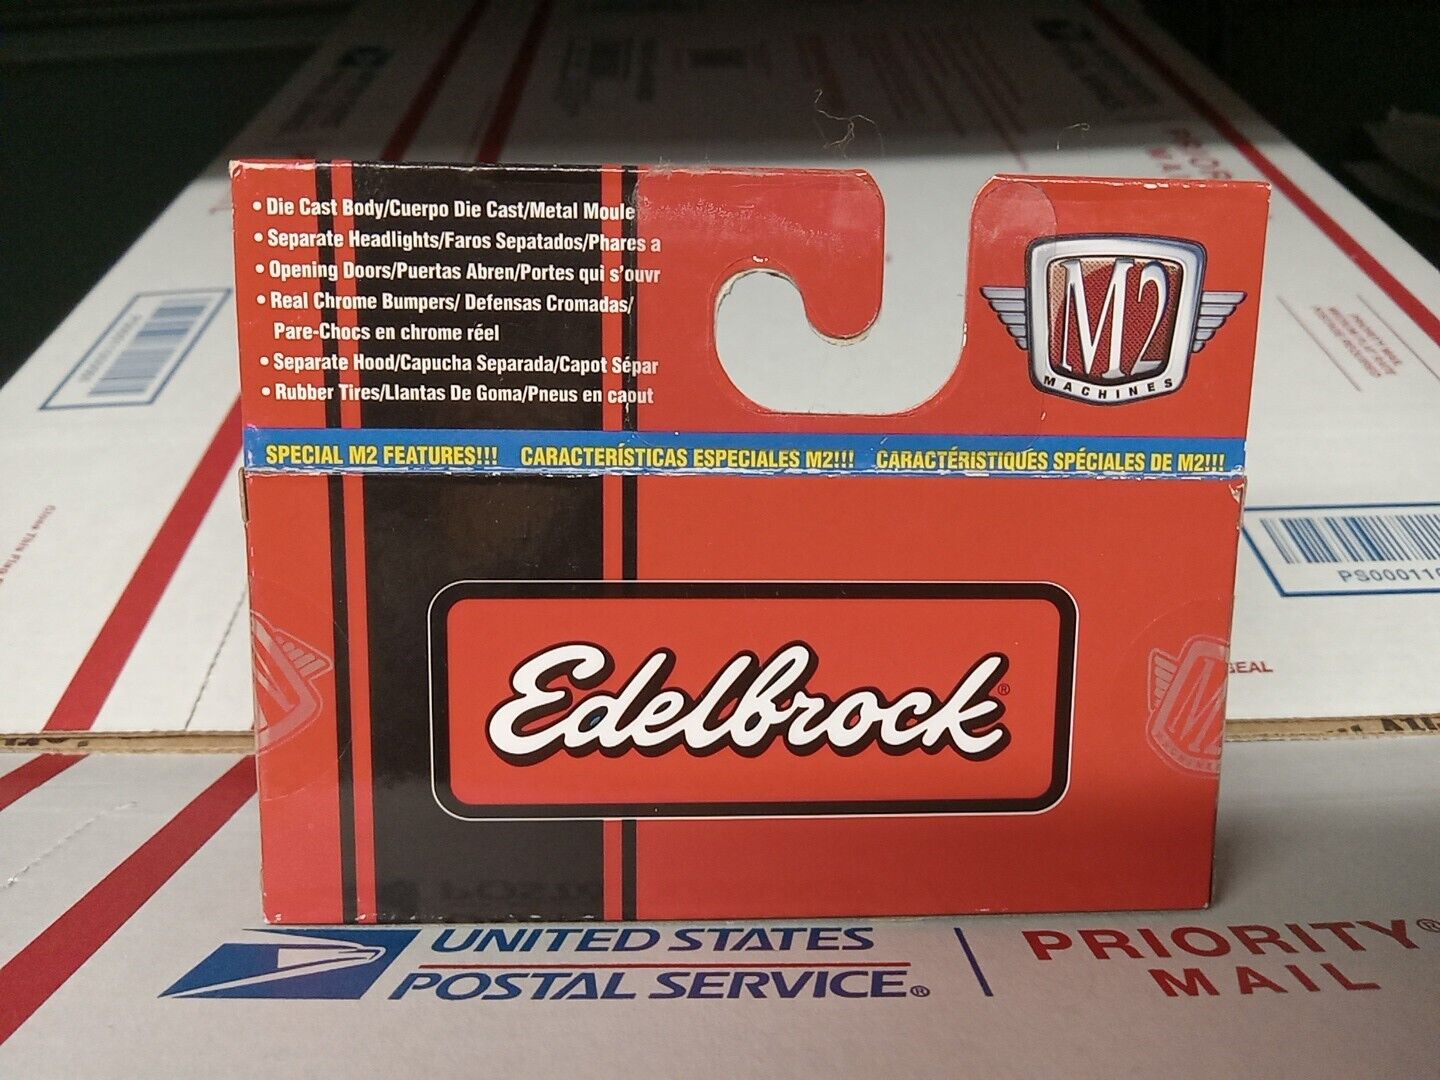 • Die Cast Body/Cuerpo Die Cast/Metal Moule
• Separate Headlights/Faros Sepatados/Phares a
• Opening Doors/Puertas Abren/Portes qui s'ouvr
• Real Chrome Bumpers/ Defensas Cromadas/
Pare-Chocs en chrome réel
• Separate Hood/Capucha Separada/Capot Sépar
• Rubber Tires/Llantas De Goma/Pneus en caout
M2
MACHINES
SPECIAL M2 FEATURES!!! CARACTERÍSTICAS ESPECIALES M2!!! CARACTÉRISTIQUES SPÉCIALES DE M2!!!
Edelbrock®
PS000110
SEAL
UNITED STATES
POSTAL SERVICE®
PRIORITY®
MAIL